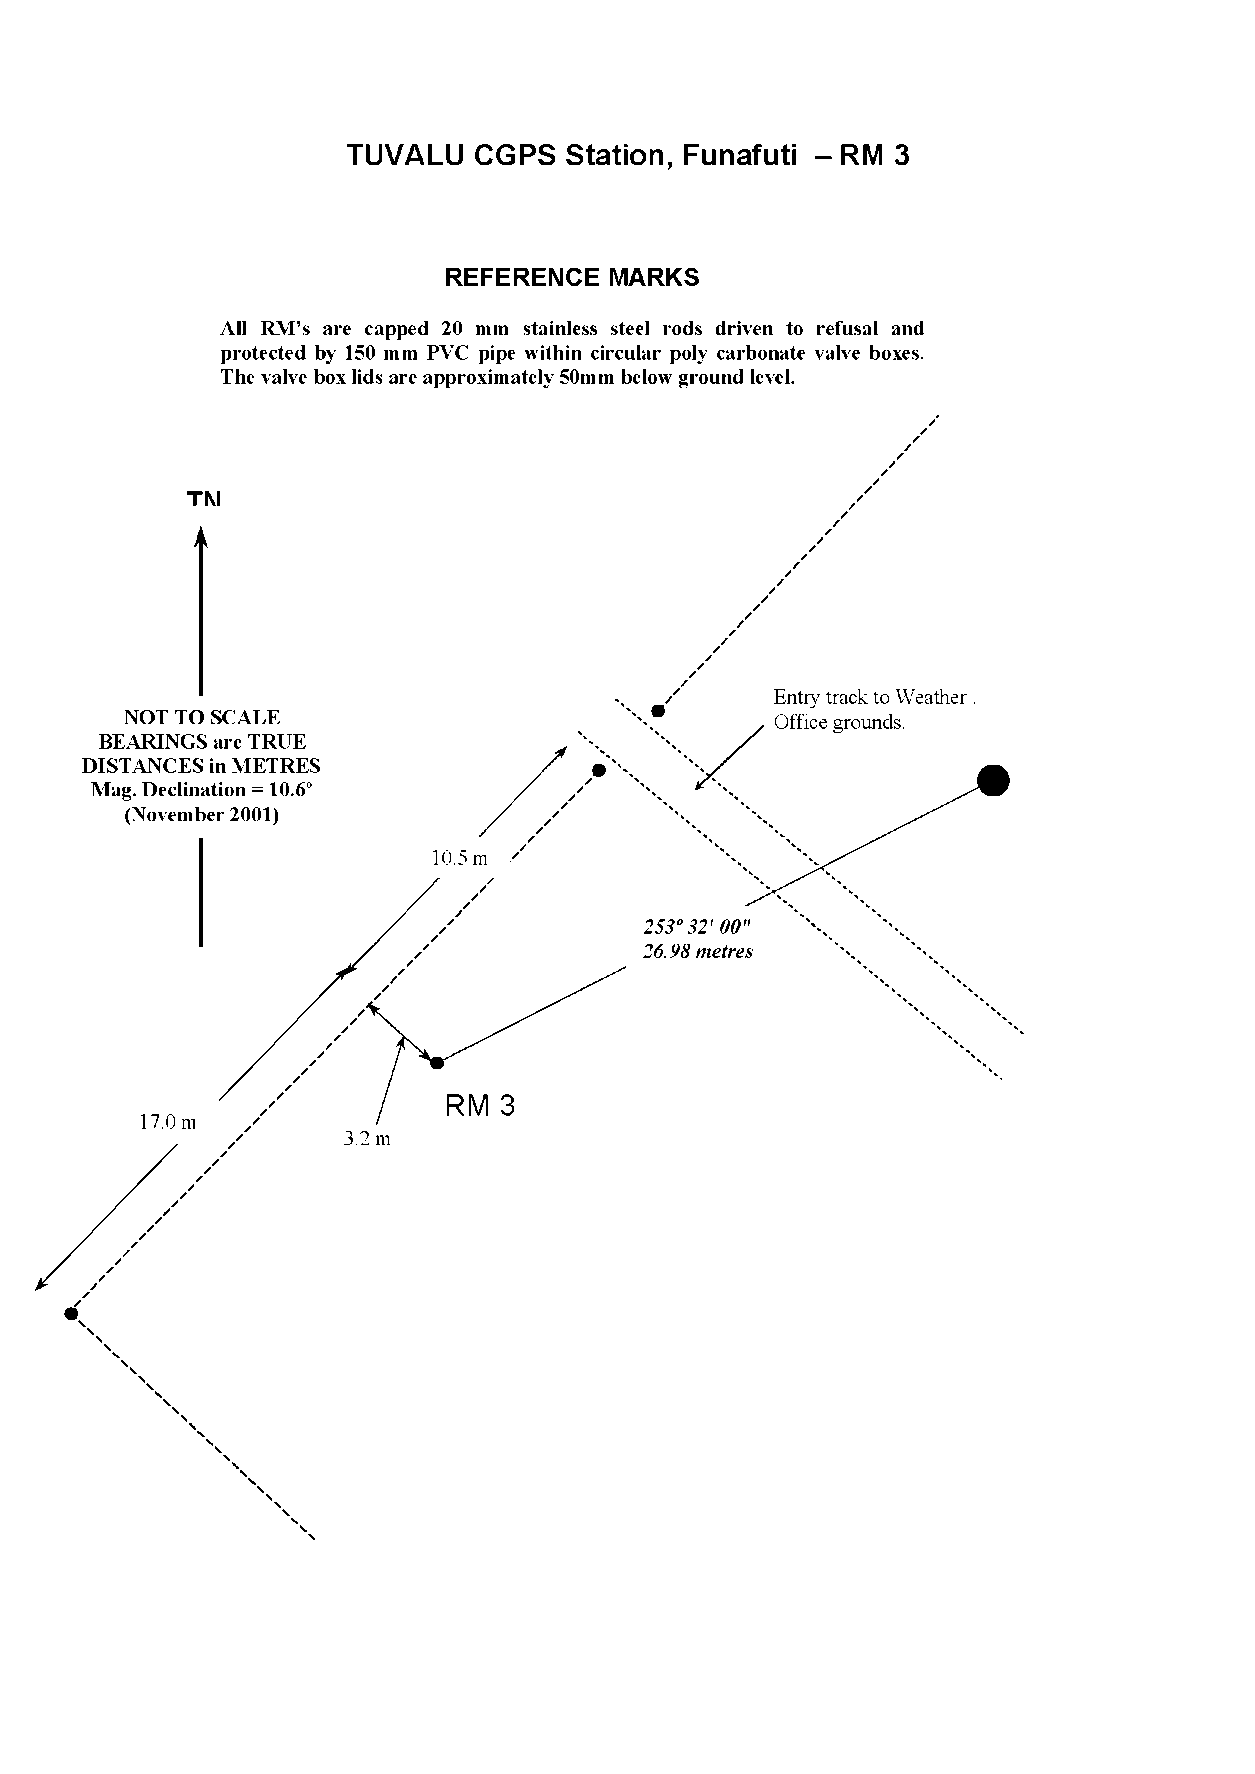 TUVALU CGPS Station, Funafuti – RM 3
REFERENCE MARKS
All RM's are capped 20 mm stainless steel rods driven to refusal and
protected by 150 mm PVC pipe within circular poly carbonate valve boxes.
The valve box lids are approximately 50mm below ground level.
TN
Entry track to Weather .
Office grounds.
NOT TO SCALE
BEARINGS are TRUE
DISTANCES in METRES
Mag. Declination = 10.6º
(November 2001)
10.5 m
253º 32' 00"
26.98 metres
RM 3
17.0 m
3.2 m